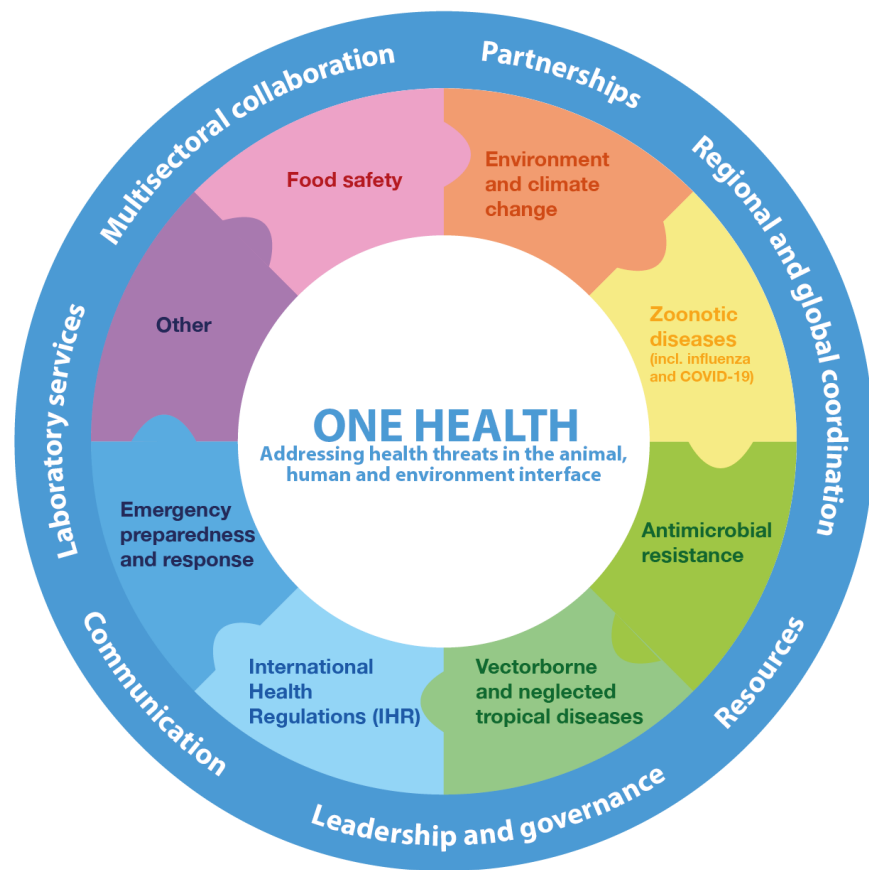 Multisectoral collaboration
Partnerships
Regional and global coordination
Resources
Leadership and governance
Communication
Laboratory services
Food safety
Environment
and climate
change
Zoonotic
diseases
(incl. influenza
and COVID-19)
Antimicrobial
resistance
Vectorborne
and neglected
tropical diseases
International
Health
Regulations (IHR)
Emergency
preparedness
and response
Other
ONE HEALTH
Addressing health threats in the animal,
human and environment interface